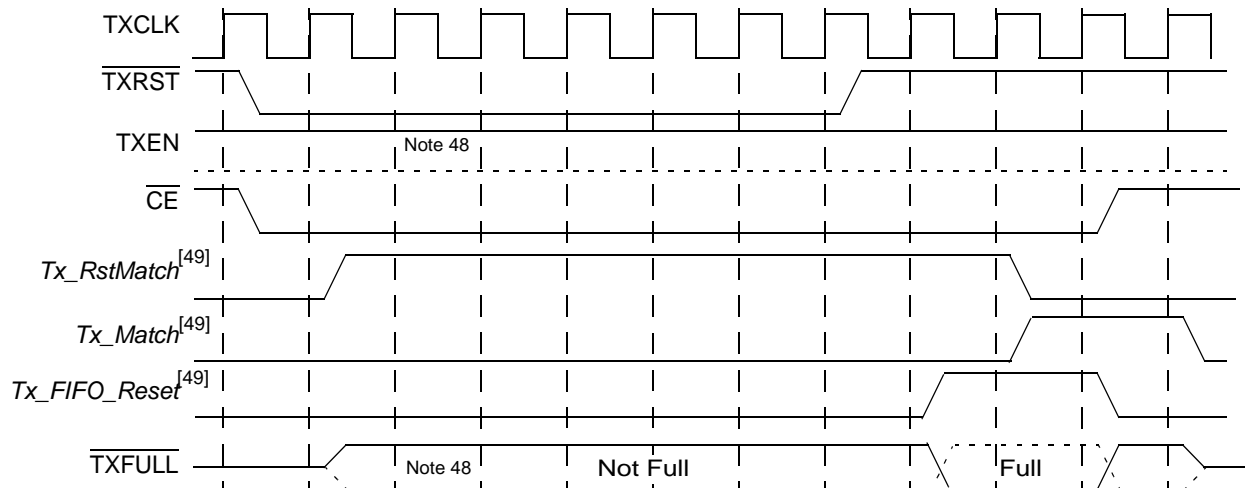 TXCLK
TXRST
TXEN
Note 48
CE
Tx_RstMatch[49]
Tx_Match[49]
Tx_FIFO_Reset[49]
TXFULL
Note 48
Not Full
Full